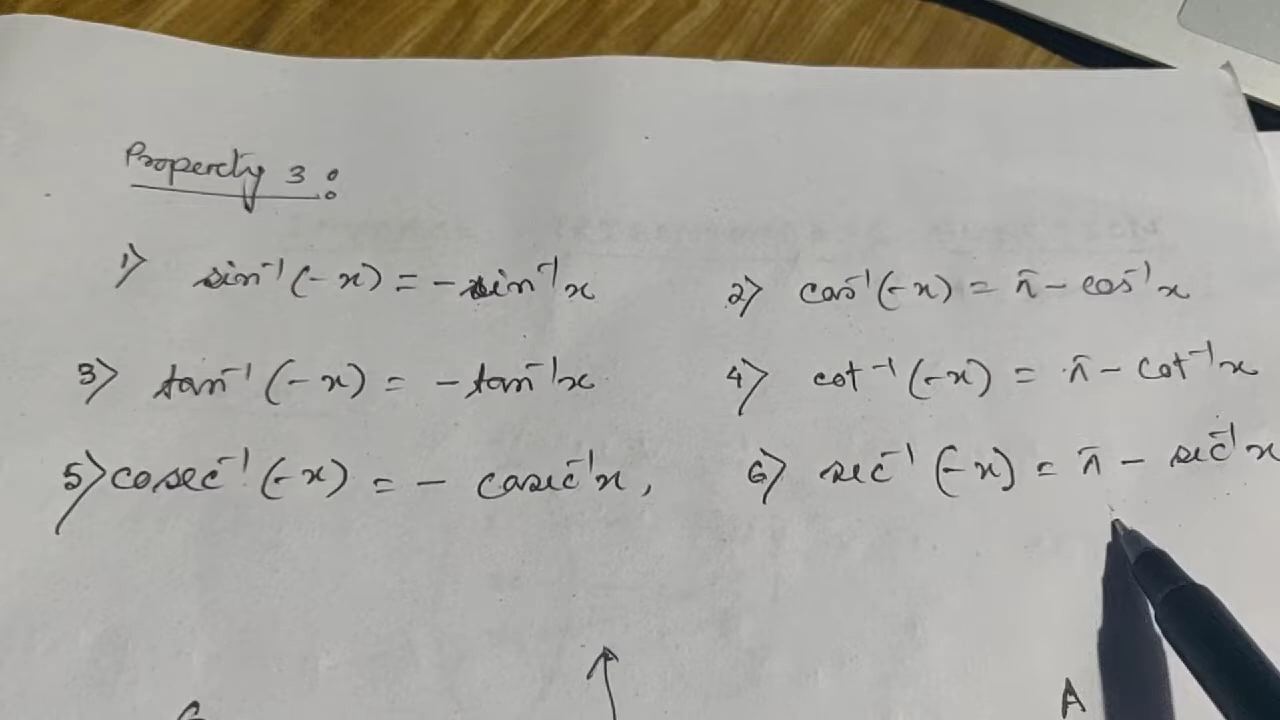 Property 3 :
1) sin⁻¹(-x) = -sin⁻¹x 2) cos⁻¹(-x) = π - cos⁻¹x
3) tan⁻¹(-x) = -tan⁻¹x 4) cot⁻¹(-x) = π - cot⁻¹x
5) cosec⁻¹(-x) = - cosec⁻¹x, 6) sec⁻¹(-x) = π - sec⁻¹x
A